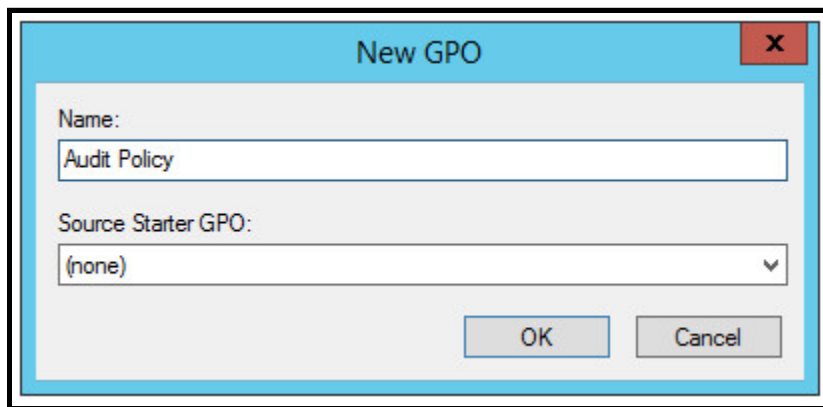 New GPO
x
Name:
Audit Policy
Source Starter GPO:
(none)
OK Cancel